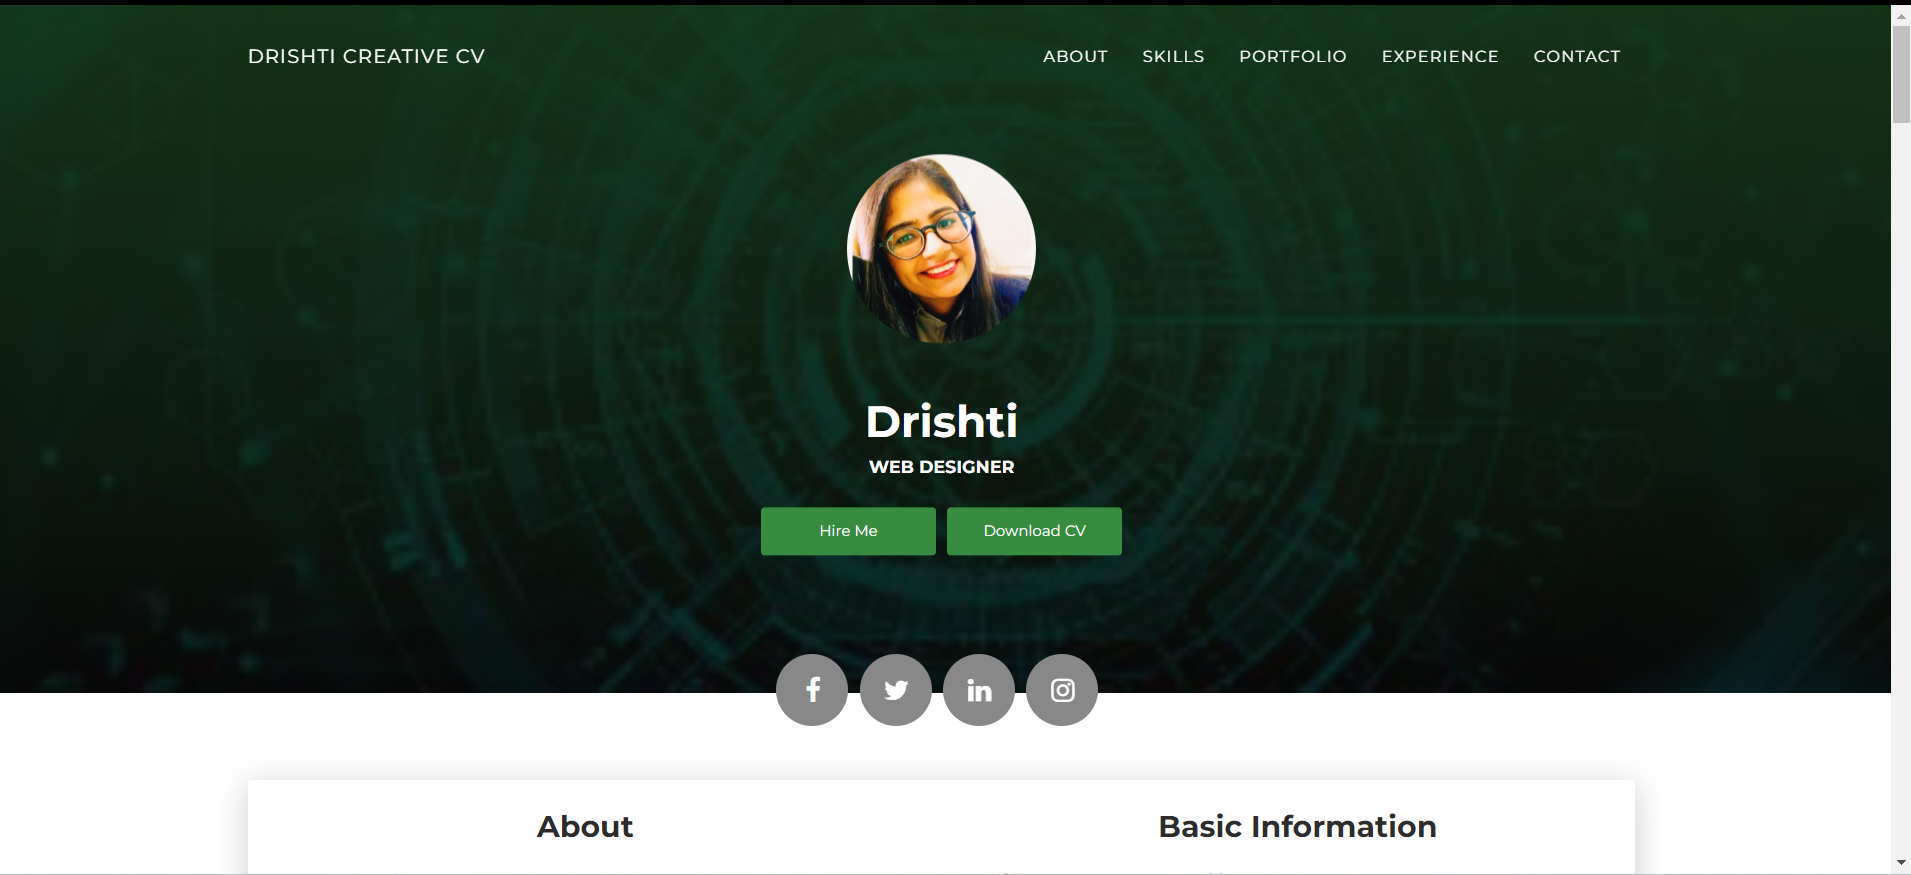 DRISHTI CREATIVE CV
ABOUT SKILLS PORTFOLIO EXPERIENCE CONTACT
Drishti
WEB DESIGNER
Hire Me Download CV
About Basic Information